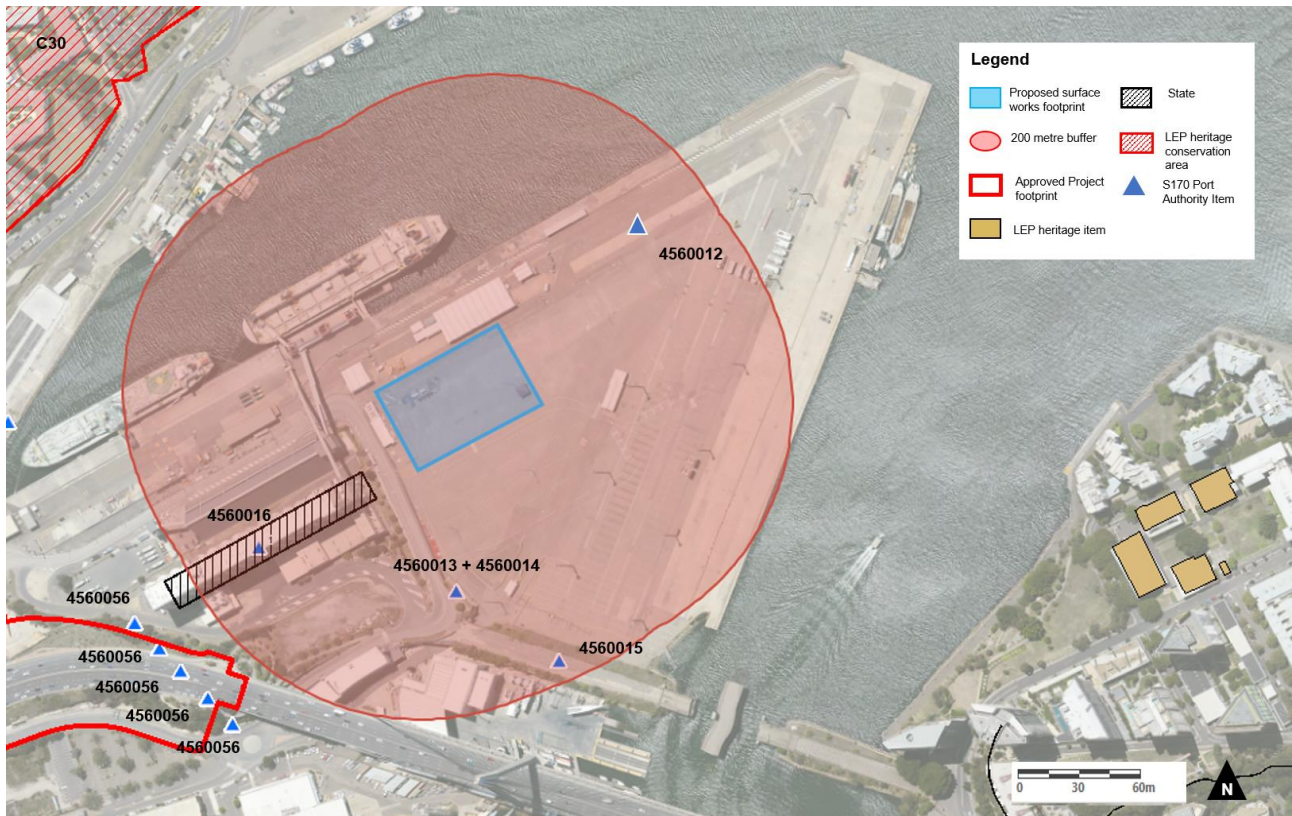 C30
Legend
Proposed surface
works footprint
State
200 metre buffer
LEP heritage
conservation
area
Approved Project
footprint
S170 Port
Authority Item
LEP heritage item
4560012
4560016
4560013 + 4560014
4560056
4560015
4560056
4560056
4560056
4560056
0 30 60m
N